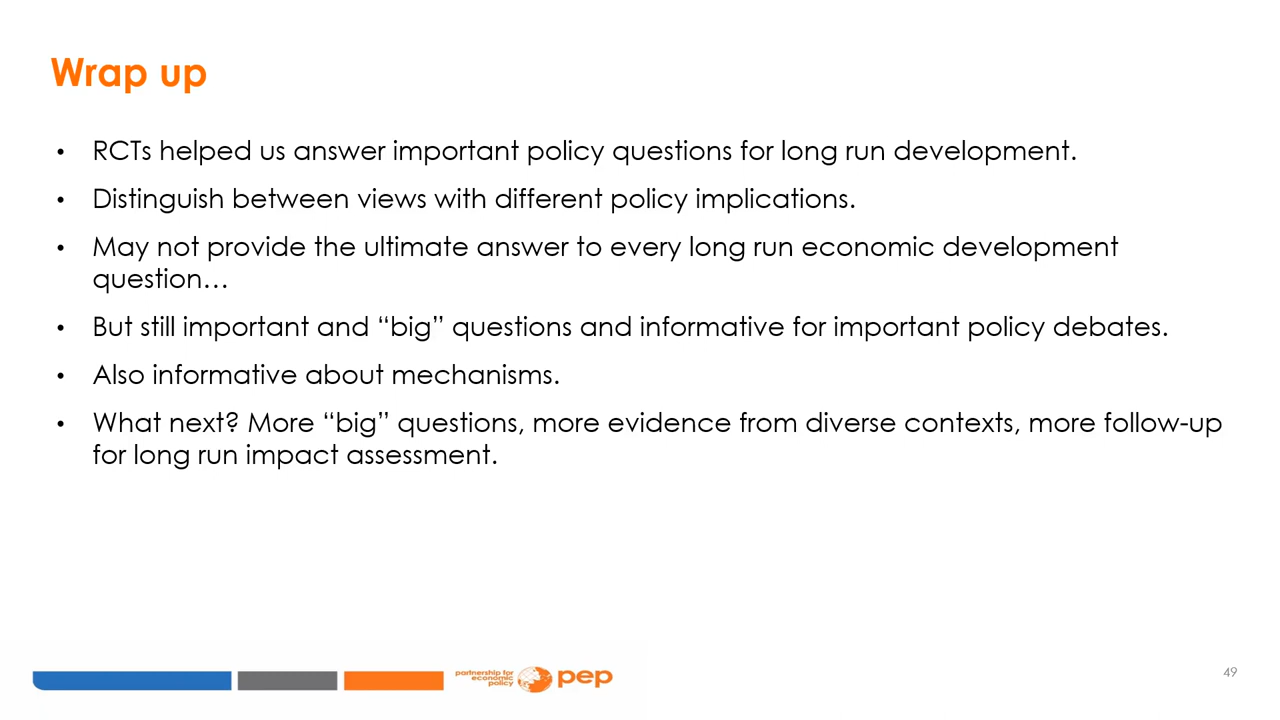 Wrap up
• RCTs helped us answer important policy questions for long run development.
• Distinguish between views with different policy implications.
• May not provide the ultimate answer to every long run economic development
question…
• But still important and “big” questions and informative for important policy debates.
• Also informative about mechanisms.
• What next? More “big” questions, more evidence from diverse contexts, more follow-up
for long run impact assessment.
partnership for
economic
policy
pep
49